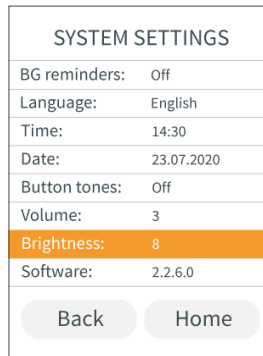 SYSTEM SETTINGS
BG reminders: Off
Language: English
Time: 14:30
Date: 23.07.2020
Button tones: Off
Volume: 3
Brightness: 8
Software: 2.2.6.0
Back Home